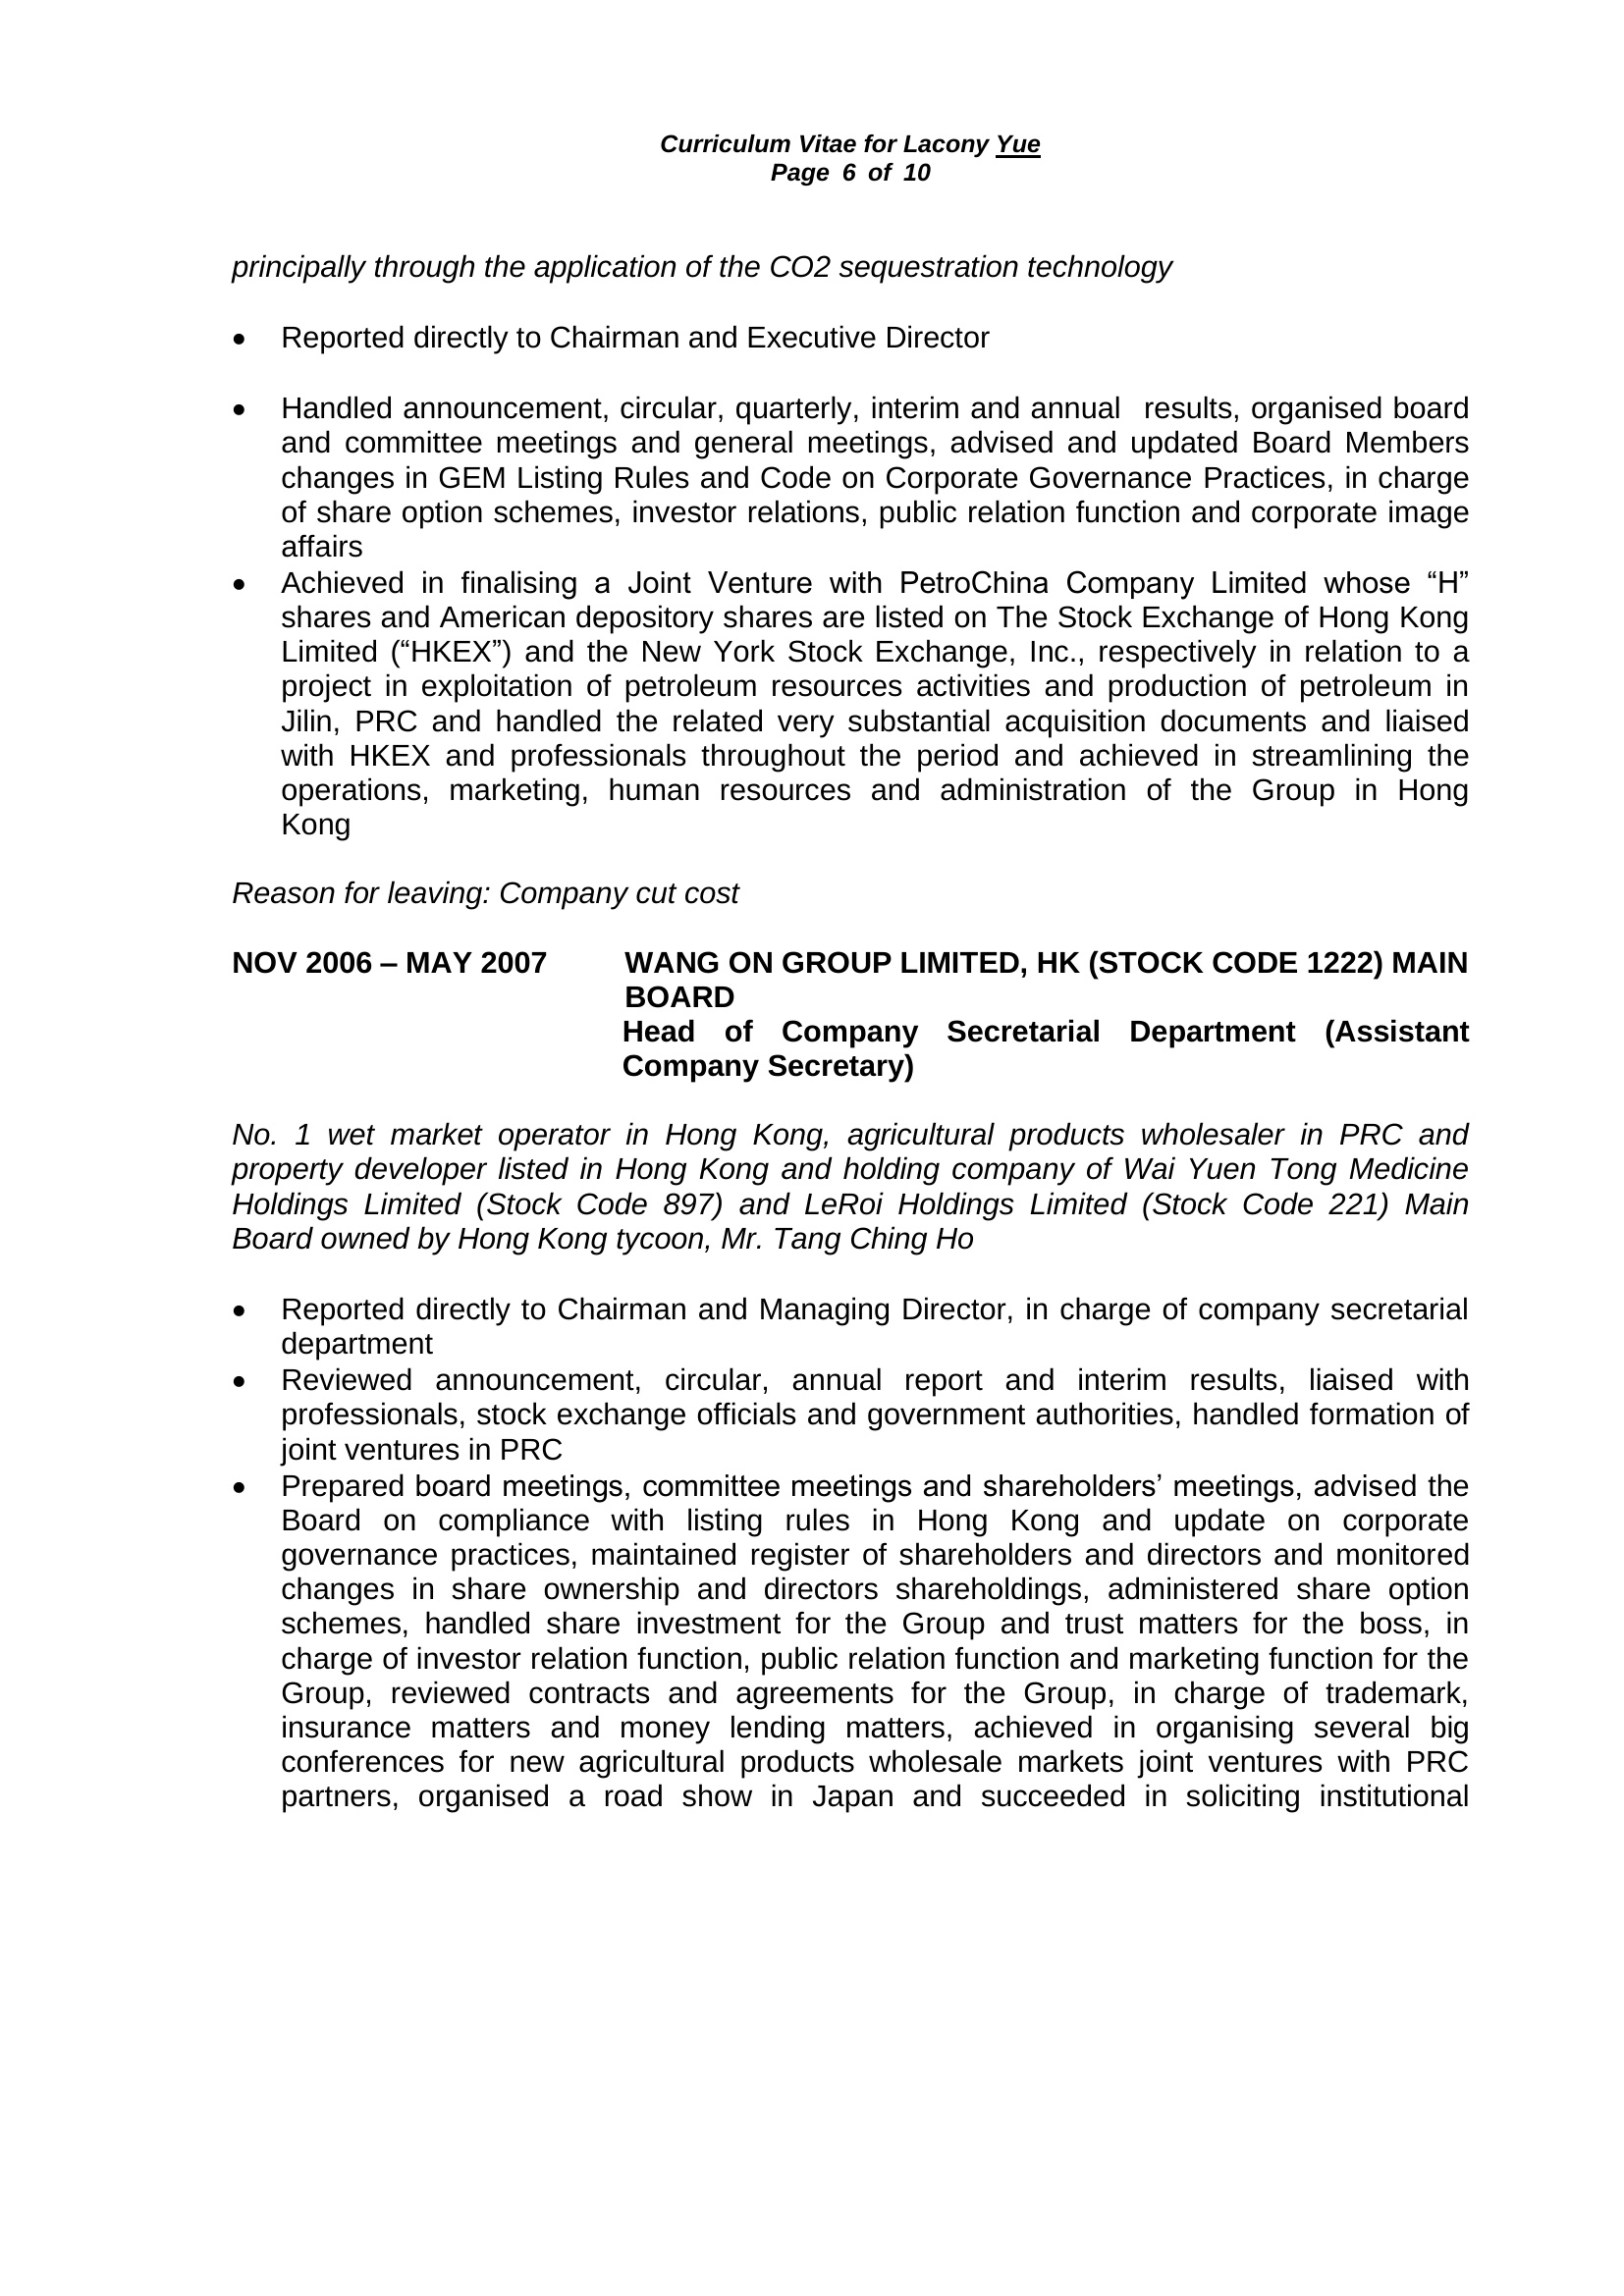 Curriculum Vitae for Lacony Yue
Page 6 of 10
principally through the application of the CO2 sequestration technology
• Reported directly to Chairman and Executive Director
• Handled announcement, circular, quarterly, interim and annual results, organised board
and committee meetings and general meetings, advised and updated Board Members
changes in GEM Listing Rules and Code on Corporate Governance Practices, in charge
of share option schemes, investor relations, public relation function and corporate image
affairs
• Achieved in finalising a Joint Venture with PetroChina Company Limited whose “H”
shares and American depository shares are listed on The Stock Exchange of Hong Kong
Limited (“HKEX”) and the New York Stock Exchange, Inc., respectively in relation to a
project in exploitation of petroleum resources activities and production of petroleum in
Jilin, PRC and handled the related very substantial acquisition documents and liaised
with HKEX and professionals throughout the period and achieved in streamlining the
operations, marketing, human resources and administration of the Group in Hong
Kong
Reason for leaving: Company cut cost
NOV 2006 – MAY 2007 WANG ON GROUP LIMITED, HK (STOCK CODE 1222) MAIN
BOARD
Head of Company Secretarial Department (Assistant
Company Secretary)
No. 1 wet market operator in Hong Kong, agricultural products wholesaler in PRC and
property developer listed in Hong Kong and holding company of Wai Yuen Tong Medicine
Holdings Limited (Stock Code 897) and LeRoi Holdings Limited (Stock Code 221) Main
Board owned by Hong Kong tycoon, Mr. Tang Ching Ho
• Reported directly to Chairman and Managing Director, in charge of company secretarial
department
• Reviewed announcement, circular, annual report and interim results, liaised with
professionals, stock exchange officials and government authorities, handled formation of
joint ventures in PRC
• Prepared board meetings, committee meetings and shareholders’ meetings, advised the
Board on compliance with listing rules in Hong Kong and update on corporate
governance practices, maintained register of shareholders and directors and monitored
changes in share ownership and directors shareholdings, administered share option
schemes, handled share investment for the Group and trust matters for the boss, in
charge of investor relation function, public relation function and marketing function for the
Group, reviewed contracts and agreements for the Group, in charge of trademark,
insurance matters and money lending matters, achieved in organising several big
conferences for new agricultural products wholesale markets joint ventures with PRC
partners, organised a road show in Japan and succeeded in soliciting institutional